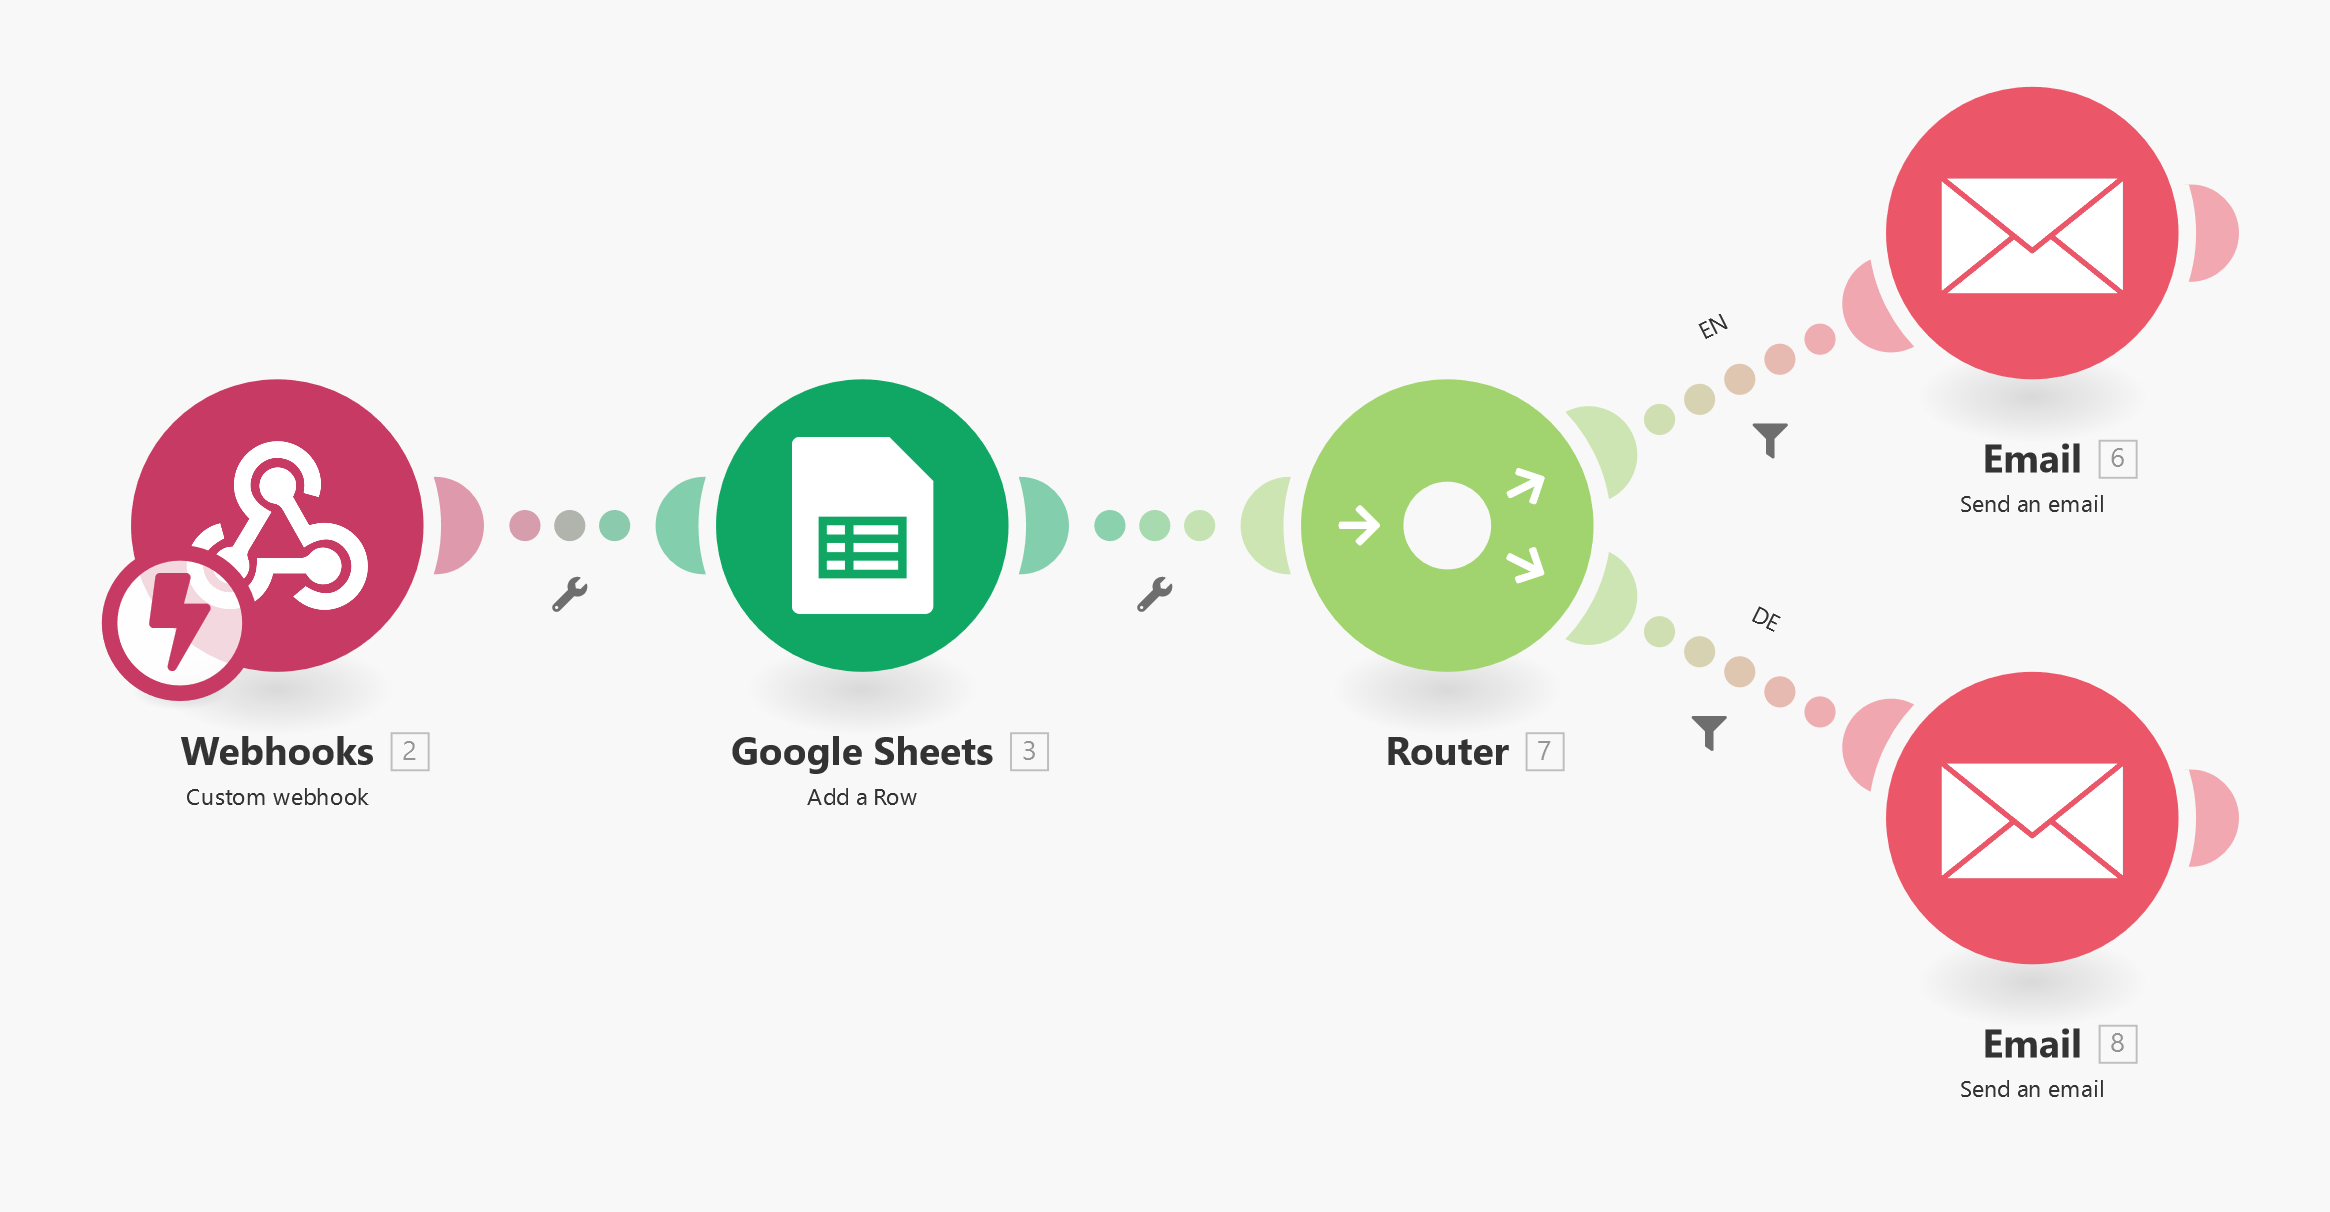 EN
Email 6
Send an email
DE
Webhooks 2
Custom webhook
Google Sheets 3
Add a Row
Router 7
Email 8
Send an email